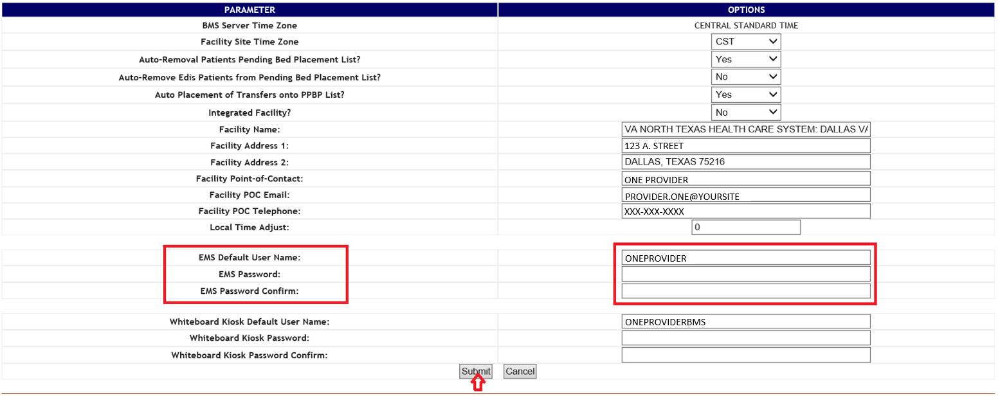 PARAMETER OPTIONS
BMS Server Time Zone CENTRAL STANDARD TIME
Facility Site Time Zone CST
Auto-Removal Patients Pending Bed Placement List? Yes
Auto-Remove Edis Patients from Pending Bed Placement List? No
Auto Placement of Transfers onto PPBP List? Yes
Integrated Facility? No
Facility Name: VA NORTH TEXAS HEALTH CARE SYSTEM: DALLAS VA
Facility Address 1: 123 A. STREET
Facility Address 2: DALLAS, TEXAS 75216
Facility Point-of-Contact: ONE PROVIDER
Facility POC Email: PROVIDER.ONE@YOURSITE
Facility POC Telephone: XXX-XXX-XXXX
Local Time Adjust: 0
EMS Default User Name: ONEPROVIDER
EMS Password:
EMS Password Confirm:
Whiteboard Kiosk Default User Name: ONEPROVIDERBMS
Whiteboard Kiosk Password:
Whiteboard Kiosk Password Confirm:
Submit Cancel